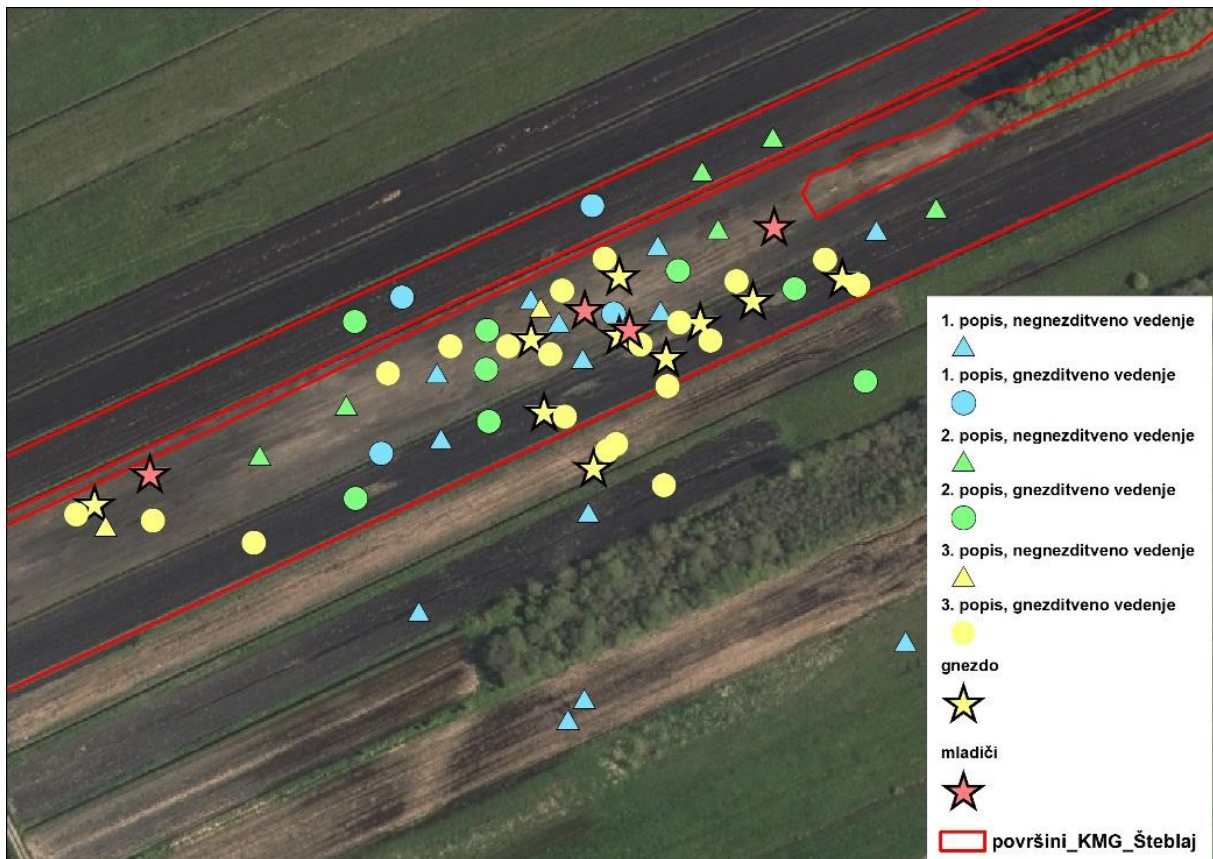 1. popis, negnezditveno vedenje
1. popis, gnezditveno vedenje
2. popis, negnezditveno vedenje
2. popis, gnezditveno vedenje
3. popis, negnezditveno vedenje
3. popis, gnezditveno vedenje
gnezdo
mladiči
površini_KMG_Šteblaj